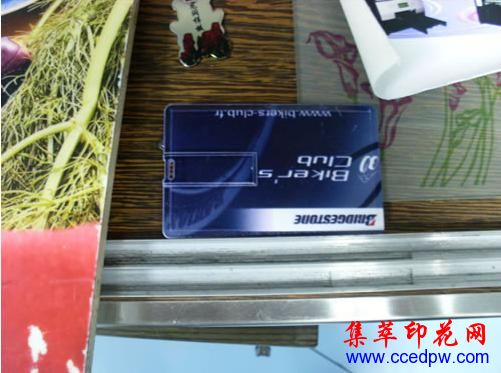 BRIDGESTONE
Biker's
Club
www.bikers-club.fr
集萃印花网
www.ccedpw.com